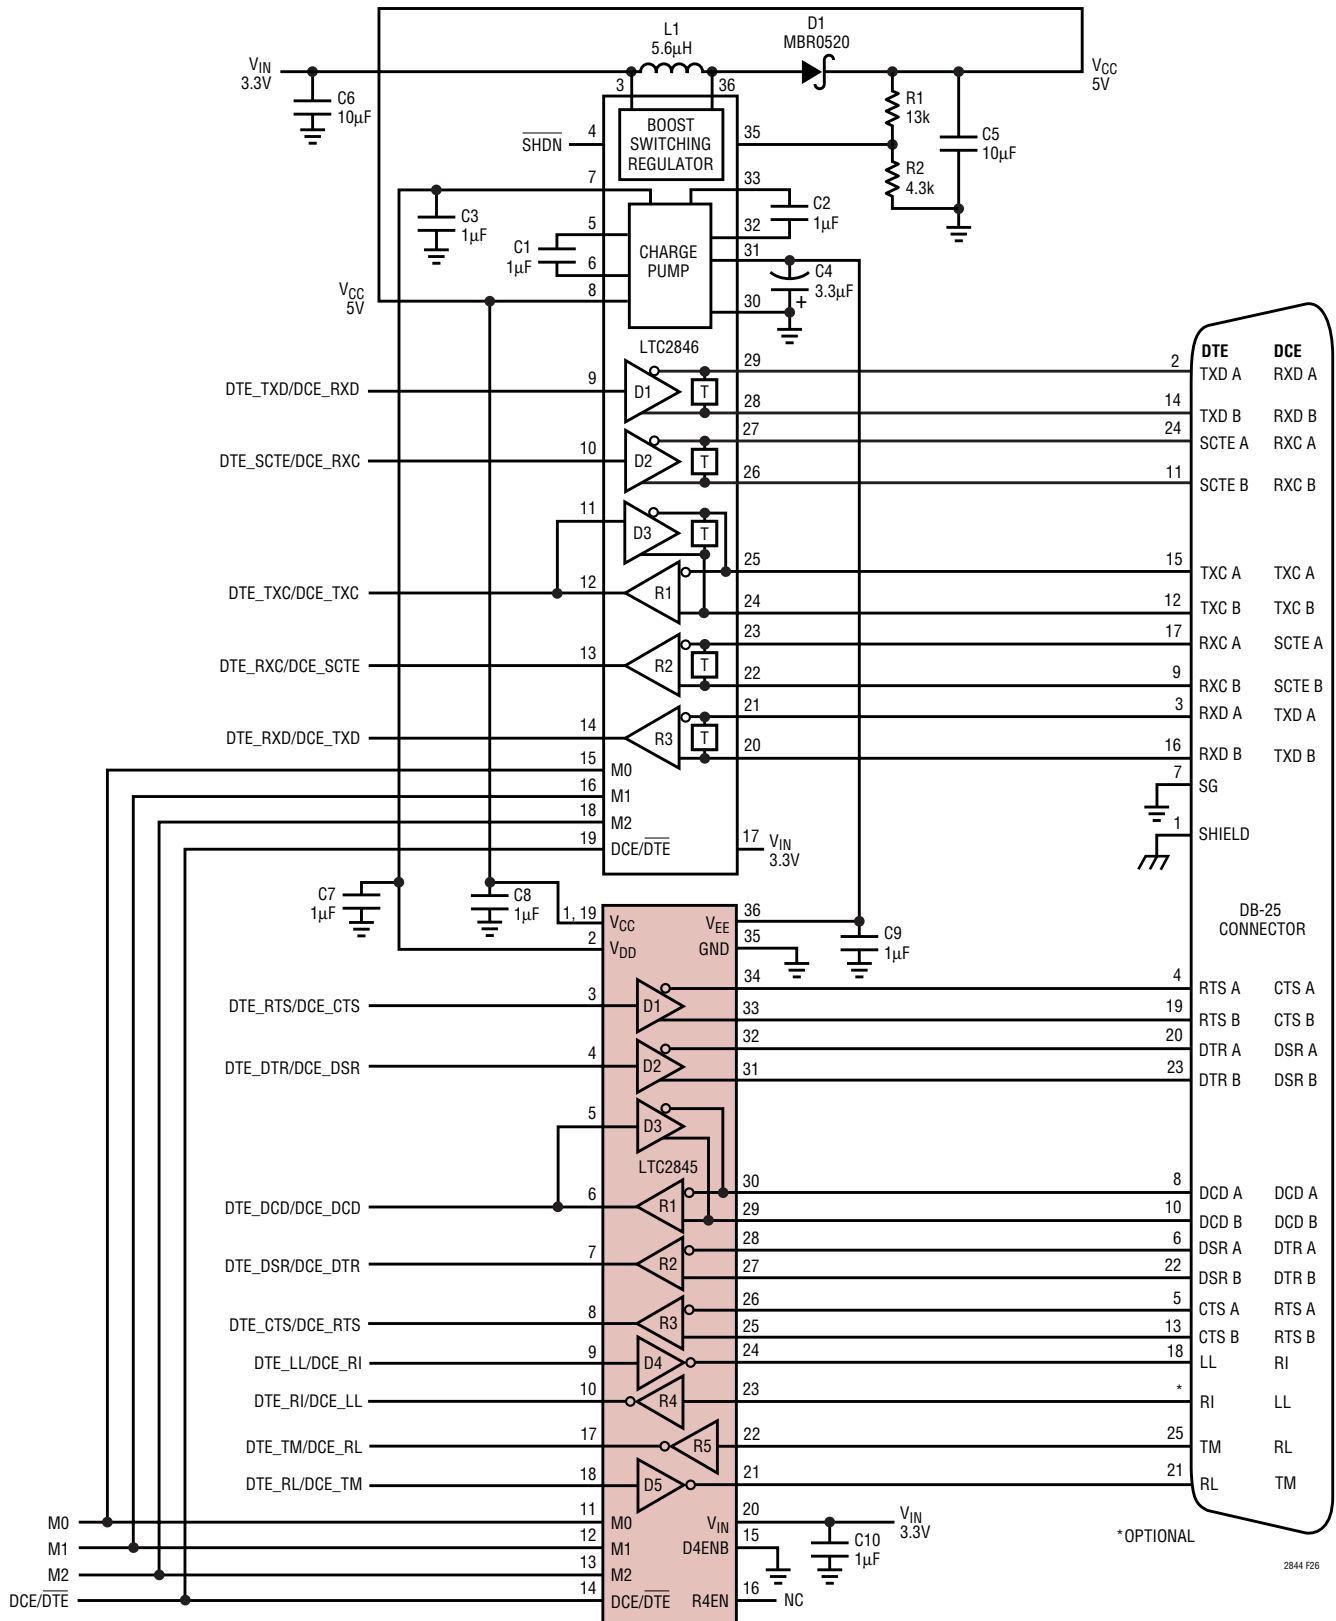 L1
5.6µH
D1
MBR0520
VIN
3.3V
3
36
VCC
5V
C6
10µF
BOOST
SWITCHING
REGULATOR
R1
13k
SHDN
4
35
C5
10µF
R2
4.3k
7
33
C3
1µF
C2
1µF
5
32
C1
1µF
CHARGE
PUMP
31
6
C4
3.3µF
VCC
5V
8
30
+
LTC2846
DTE
DCE
DTE_TXD/DCE_RXD
9
D1
T
29
2
TXD A
RXD A
28
14
TXD B
RXD B
DTE_SCTE/DCE_RXC
10
D2
T
27
24
SCTE A
RXC A
26
11
SCTE B
RXC B
11
D3
T
25
15
TXC A
TXC A
DTE_TXC/DCE_TXC
12
R1
24
12
TXC B
TXC B
DTE_RXC/DCE_SCTE
13
R2
T
23
17
RXC A
SCTE A
22
9
RXC B
SCTE B
DTE_RXD/DCE_TXD
14
R3
T
21
3
RXD A
TXD A
20
16
RXD B
TXD B
15
M0
7
SG
16
M1
18
M2
1
SHIELD
19
DCE/DTE
17
VIN
3.3V
C7
1µF
C8
1µF
1, 19
VCC
VEE
36
C9
1µF
DB-25
CONNECTOR
2
VDD
GND
35
DTE_RTS/DCE_CTS
3
D1
34
4
RTS A
CTS A
33
19
RTS B
CTS B
DTE_DTR/DCE_DSR
4
D2
32
20
DTR A
DSR A
31
23
DTR B
DSR B
5
D3
LTC2845
DTE_DCD/DCE_DCD
6
R1
30
8
DCD A
DCD A
29
10
DCD B
DCD B
DTE_DSR/DCE_DTR
7
R2
28
6
DSR A
DTR A
27
22
DSR B
DTR B
DTE_CTS/DCE_RTS
8
R3
26
5
CTS A
RTS A
25
13
CTS B
RTS B
DTE_LL/DCE_RI
9
D4
24
18
LL
RI
DTE_RI/DCE_LL
10
R4
23
*
RI
LL
DTE_TM/DCE_RL
17
R5
22
25
TM
RL
DTE_RL/DCE_TM
18
D5
21
21
RL
TM
M0
11
M0
VIN
20
VIN
3.3V
M1
12
M1
D4ENB
15
C10
1µF
*OPTIONAL
M2
13
M2
DCE/DTE
14
DCE/DTE
R4EN
16
NC
2844 F26